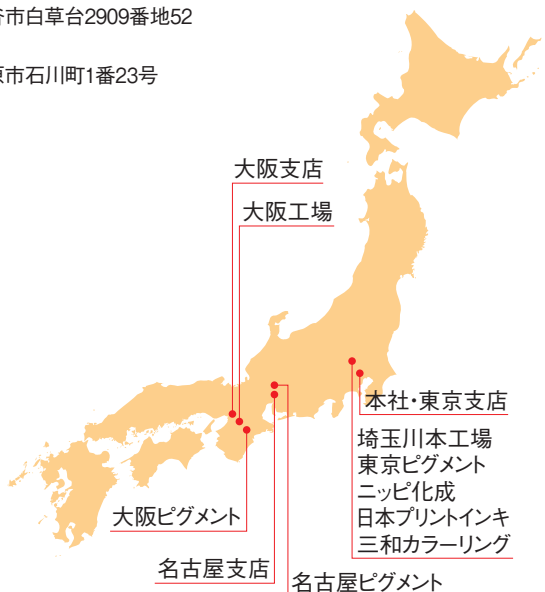 市白草台2909番地52
市石川町1番23号
大阪支店
大阪工場
本社・東京支店
埼玉川本工場
東京ピグメント
ニッピ化成
日本プリントインキ
三和カラーリング
大阪ピグメント
名古屋支店
名古屋ピグメント